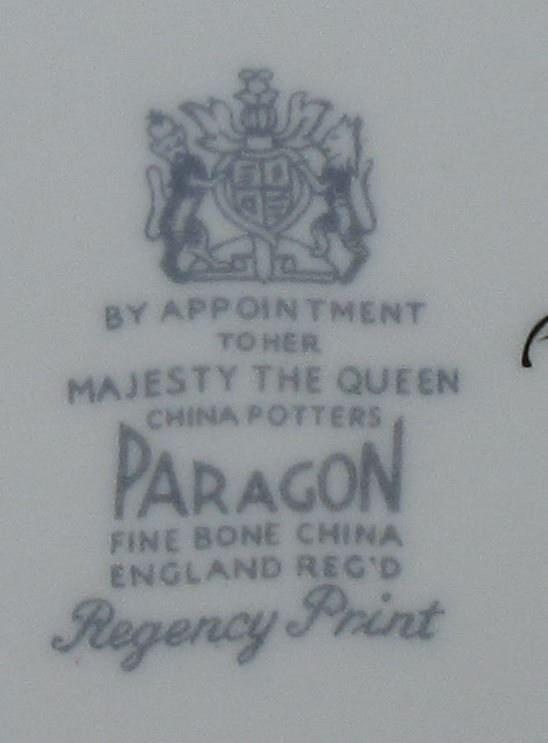 BY APPOINTMENT
TO HER
MAJESTY THE QUEEN
CHINA POTTERS
PARAGON
FINE BONE CHINA
ENGLAND REG'D
Regency Print